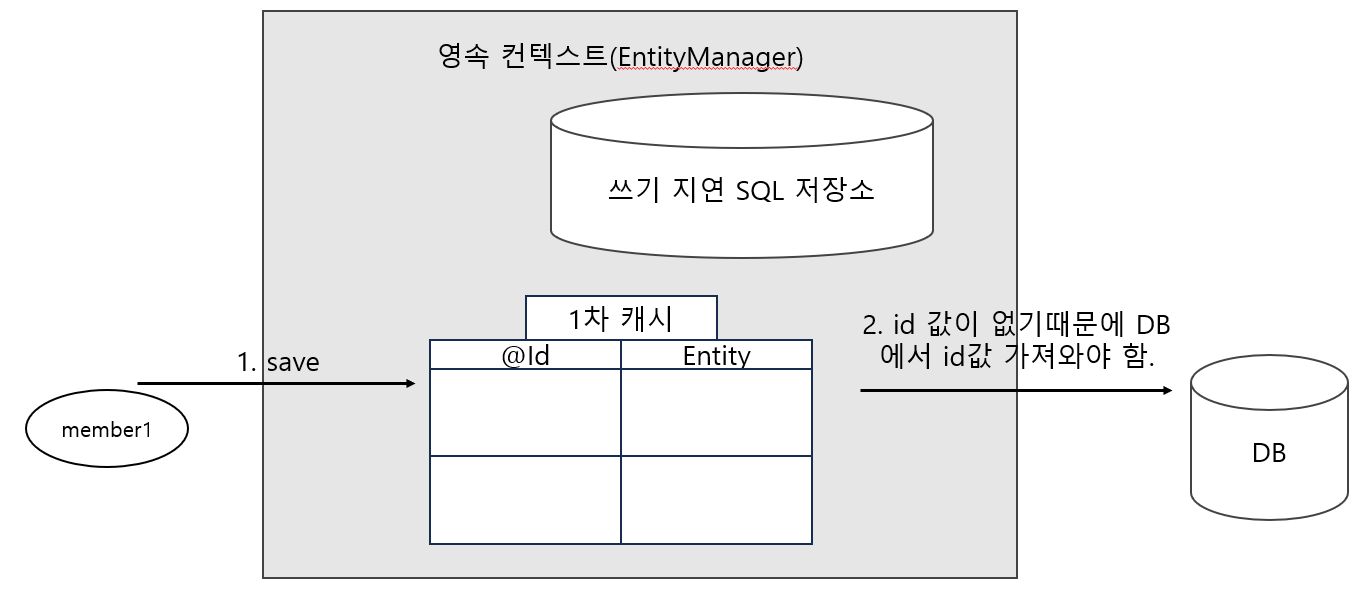 영속 컨텍스트(EntityManager)
쓰기 지연 SQL 저장소
1차 캐시
@Id
Entity
1. save
member1
2. id 값이 없기때문에 DB
에서 id값 가져와야 함.
DB